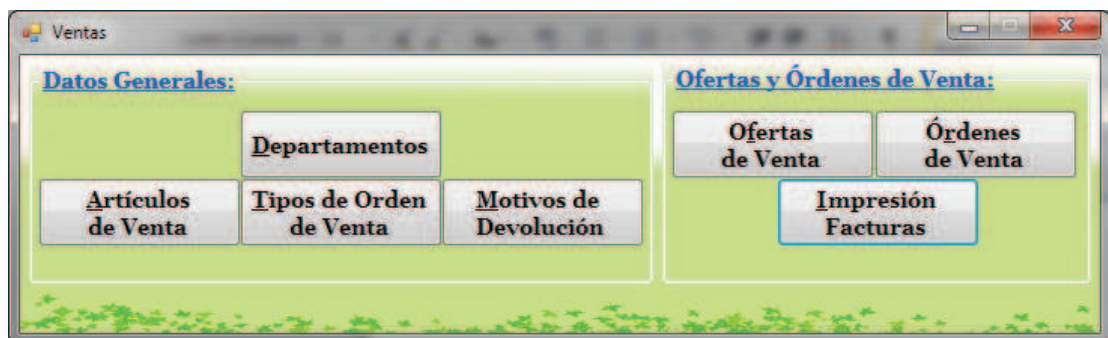 Ventas
Datos Generales:
Departamentos
Artículos
de Venta
Tipos de Orden
de Venta
Motivos de
Devolución
Ofertas y Órdenes de Venta:
Ofertas
de Venta
Órdenes
de Venta
Impresión
Facturas